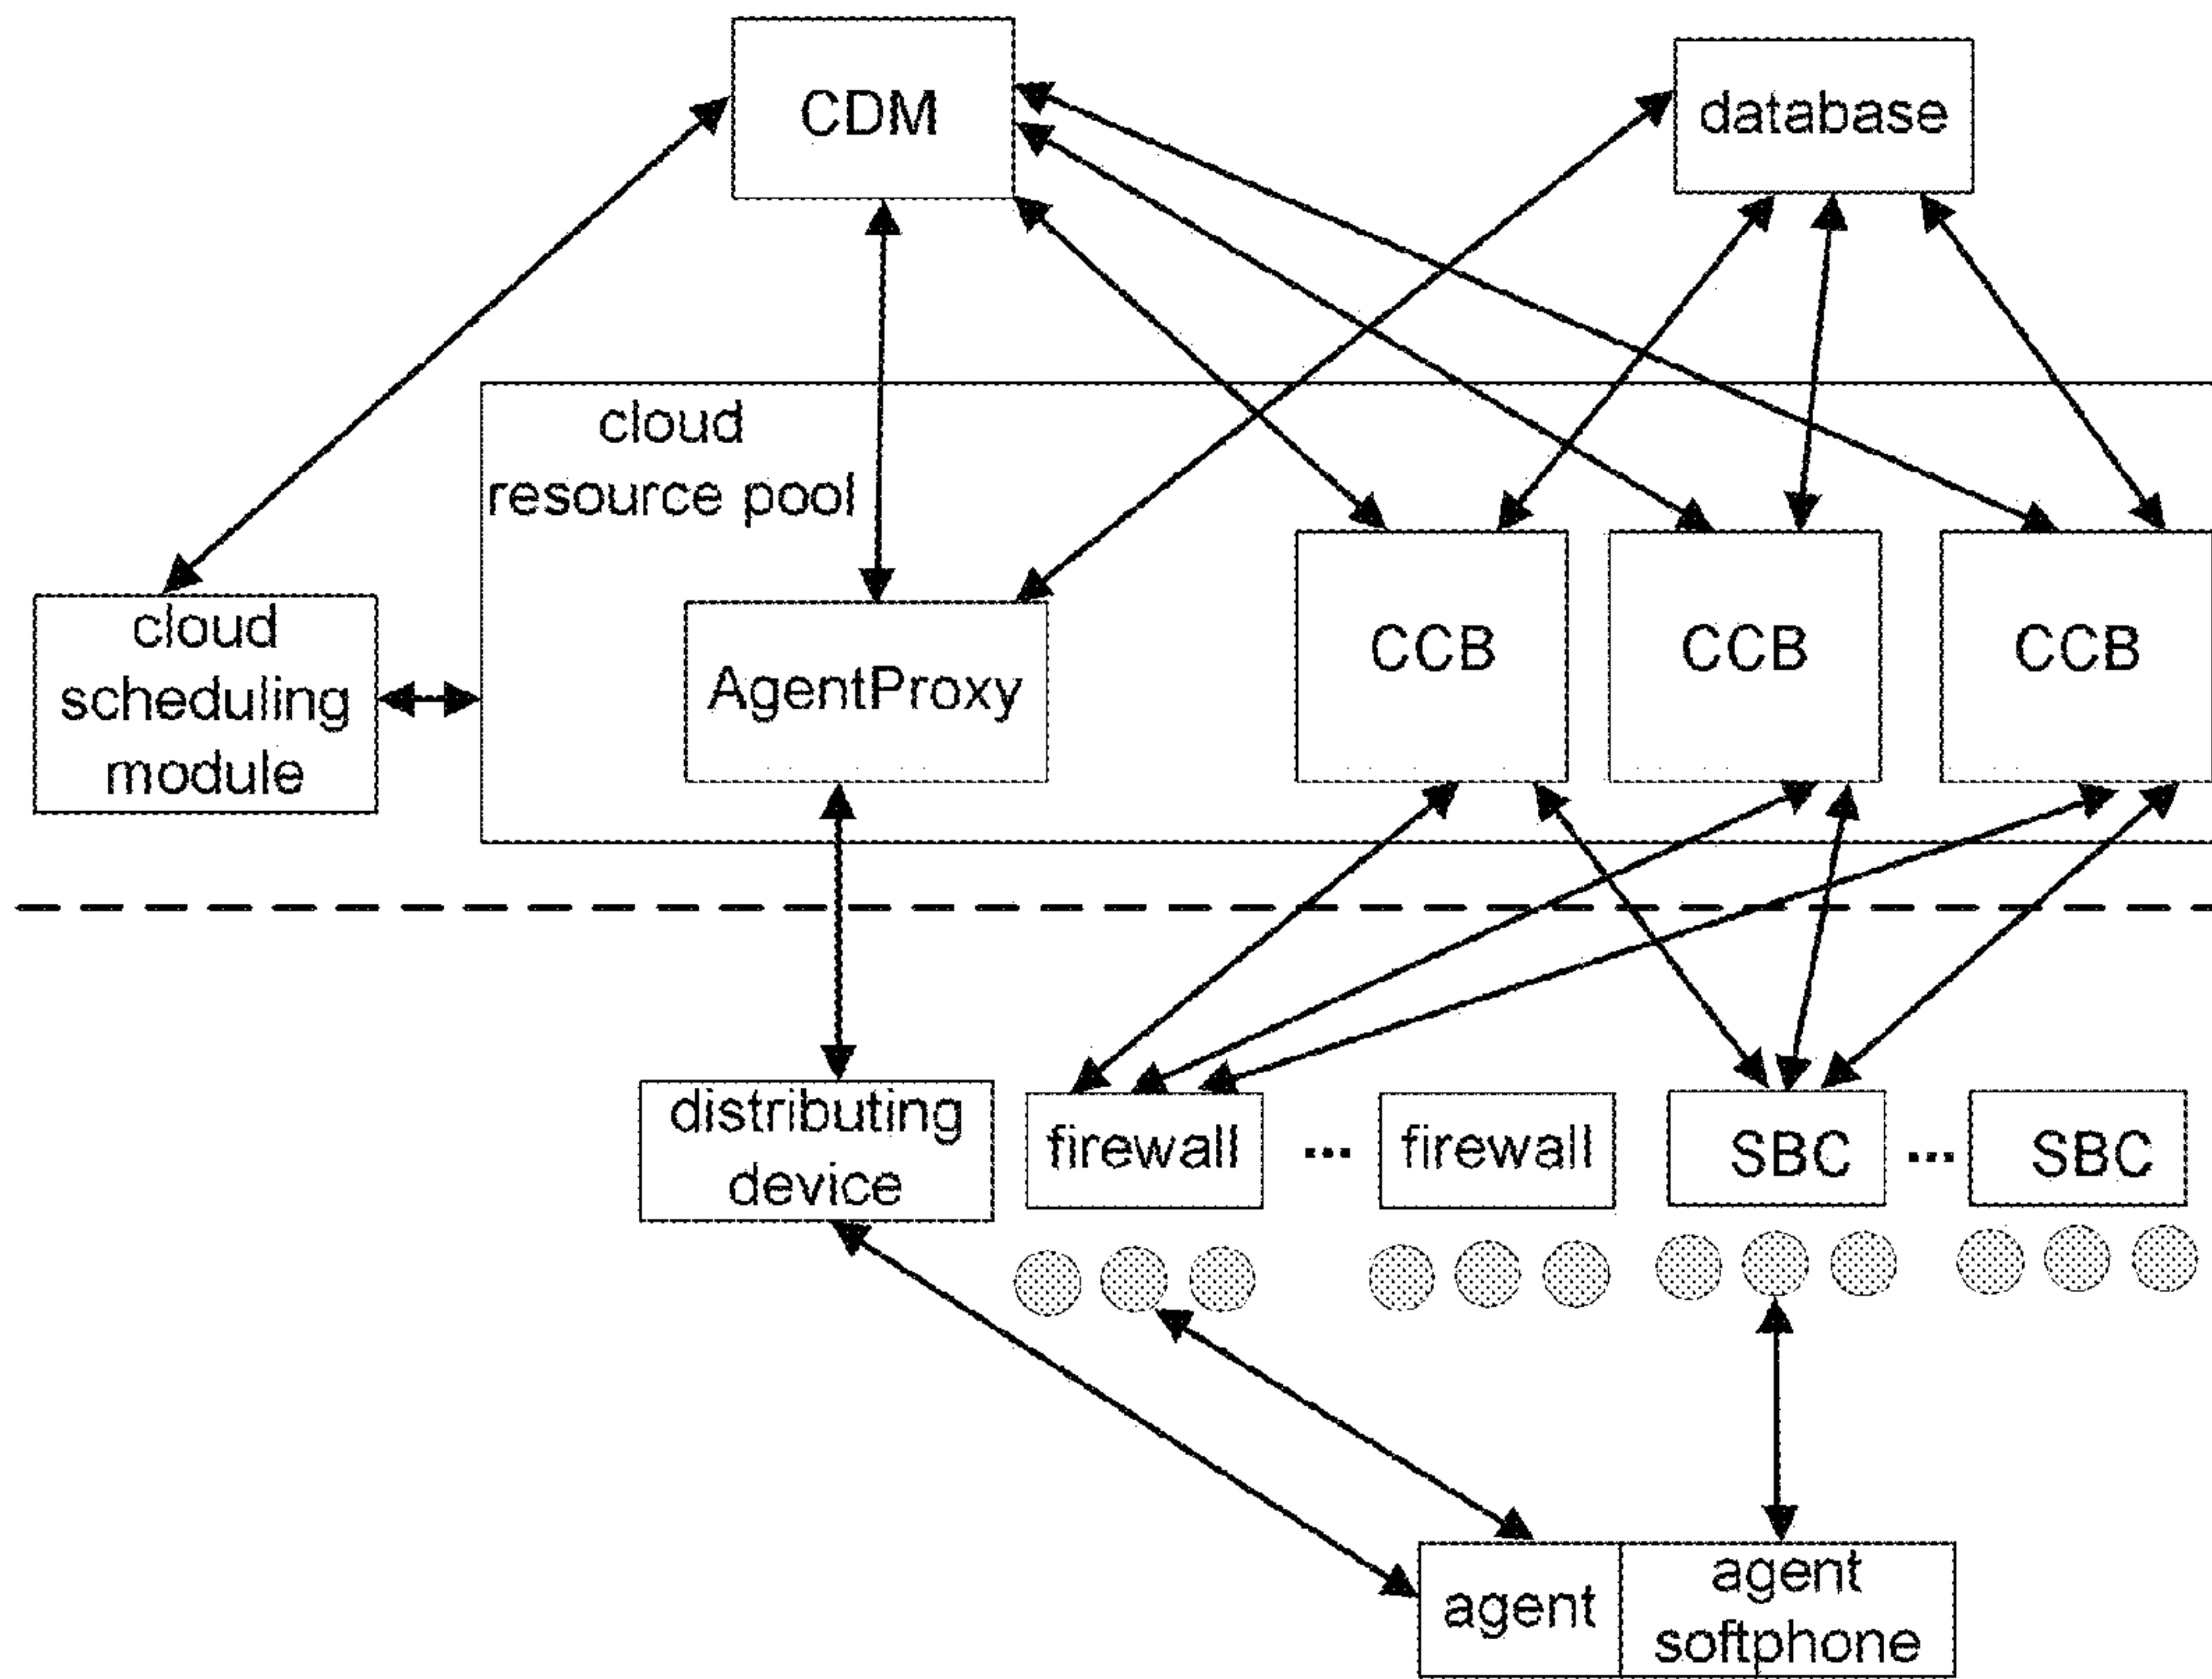 CDM
database
cloud
resource pool
cloud
scheduling
module
AgentProxy
CCB
CCB
CCB
distributing
device
firewall
...
firewall
SBC
...
SBC
agent
agent
softphone